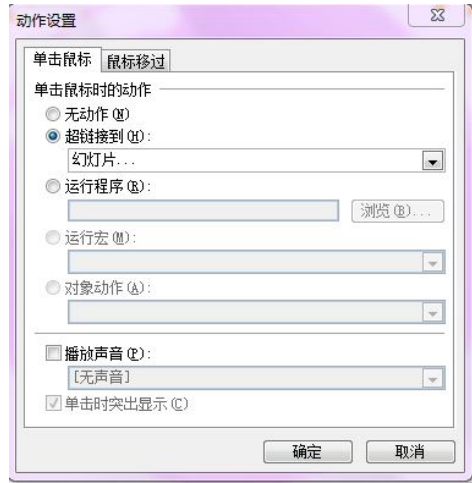 动作设置
单击鼠标 鼠标移过
单击鼠标时的动作
无动作(N)
超链接到(H):
幻灯片...
运行程序(R):
浏览(B)...
运行宏(M):
对象动作(A):
播放声音(P):
[无声音]
单击时突出显示(C)
确定 取消